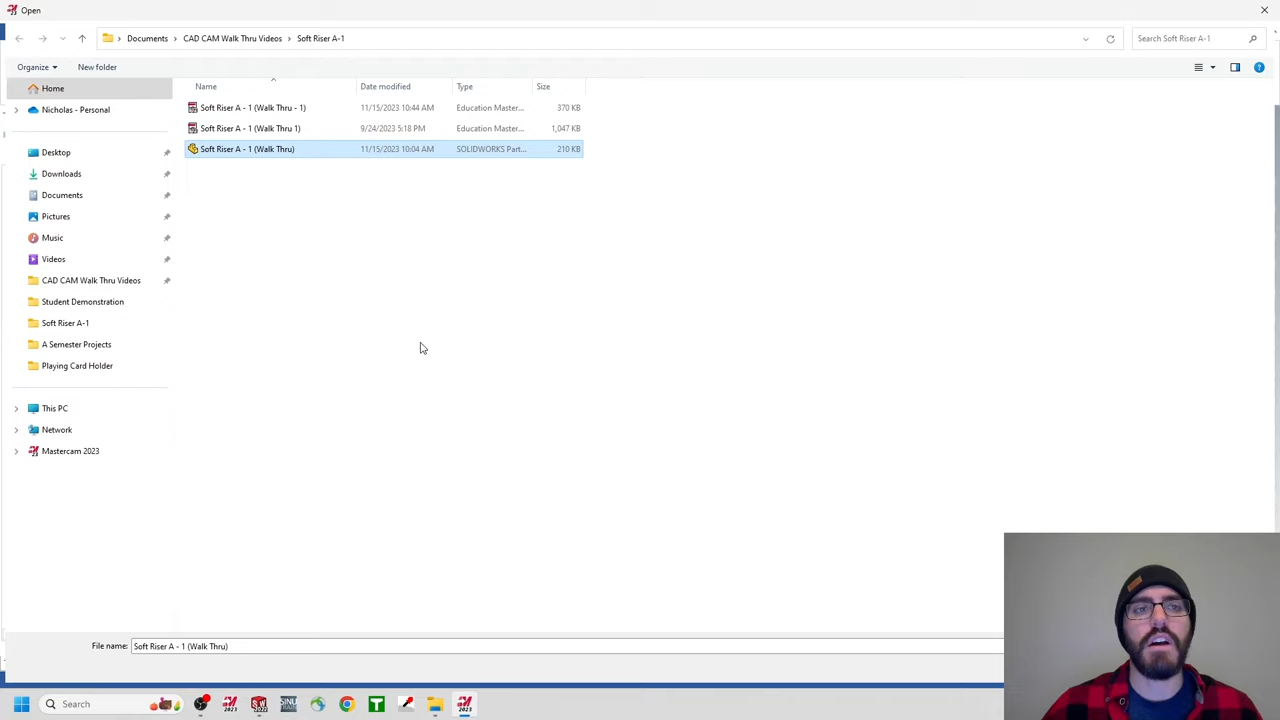 Open
Documents > CAD CAM Walk Thru Videos > Soft Riser A-1
Search Soft Riser A-1
Organize
New folder
Name
Date modified
Type
Size
Home
Nicholas - Personal
Desktop
Downloads
Documents
Pictures
Music
Videos
CAD CAM Walk Thru Videos
Student Demonstration
Soft Riser A-1
A Semester Projects
Playing Card Holder
This PC
Network
Mastercam 2023
Soft Riser A - 1 (Walk Thru - 1) 11/15/2023 10:44 AM Education Master... 370 KB
Soft Riser A - 1 (Walk Thru 1) 9/24/2023 5:18 PM Education Master... 1,047 KB
Soft Riser A - 1 (Walk Thru) 11/15/2023 10:04 AM SOLIDWORKS Part... 210 KB
File name: Soft Riser A - 1 (Walk Thru)
Search